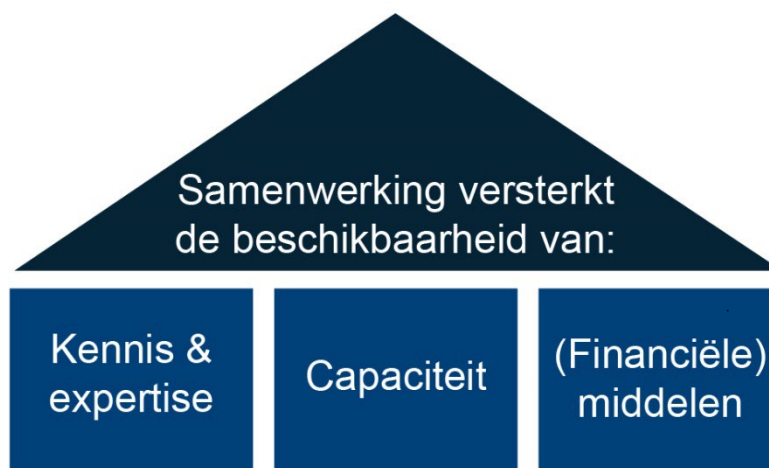 Samenwerking versterkt
de beschikbaarheid van:
Kennis &
expertise
Capaciteit
(Financiële)
middelen